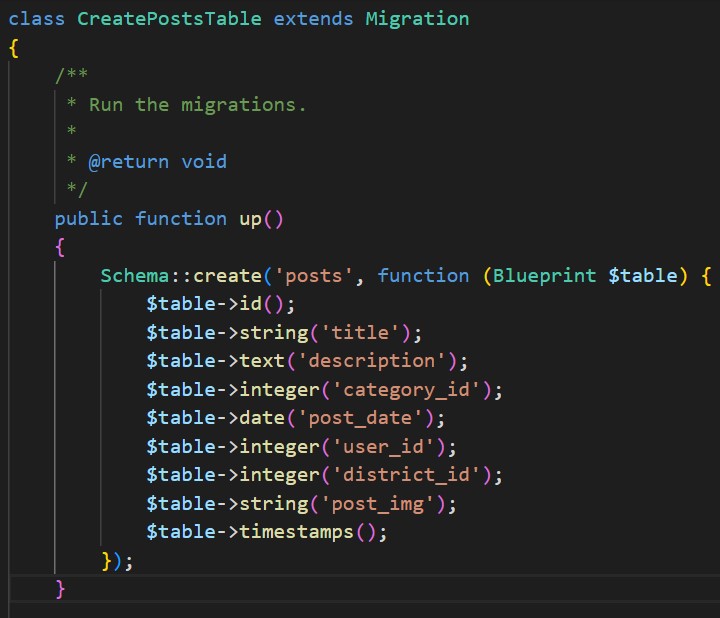 class CreatePostsTable extends Migration
{
    /**
     * Run the migrations.
     *
     * @return void
     */
    public function up()
    {
        Schema::create('posts', function (Blueprint $table) {
            $table->id();
            $table->string('title');
            $table->text('description');
            $table->integer('category_id');
            $table->date('post_date');
            $table->integer('user_id');
            $table->integer('district_id');
            $table->string('post_img');
            $table->timestamps();
        });
    }